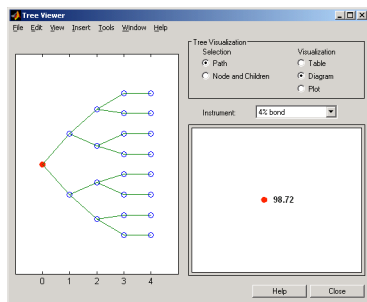 Tree Viewer
File Edit View Insert Tools Window Help
Tree Visualization
Selection
Visualization
Path
Table
Node and Children
Diagram
Plot
Instrument:
4% bond
98.72
0 1 2 3 4
Help
Close